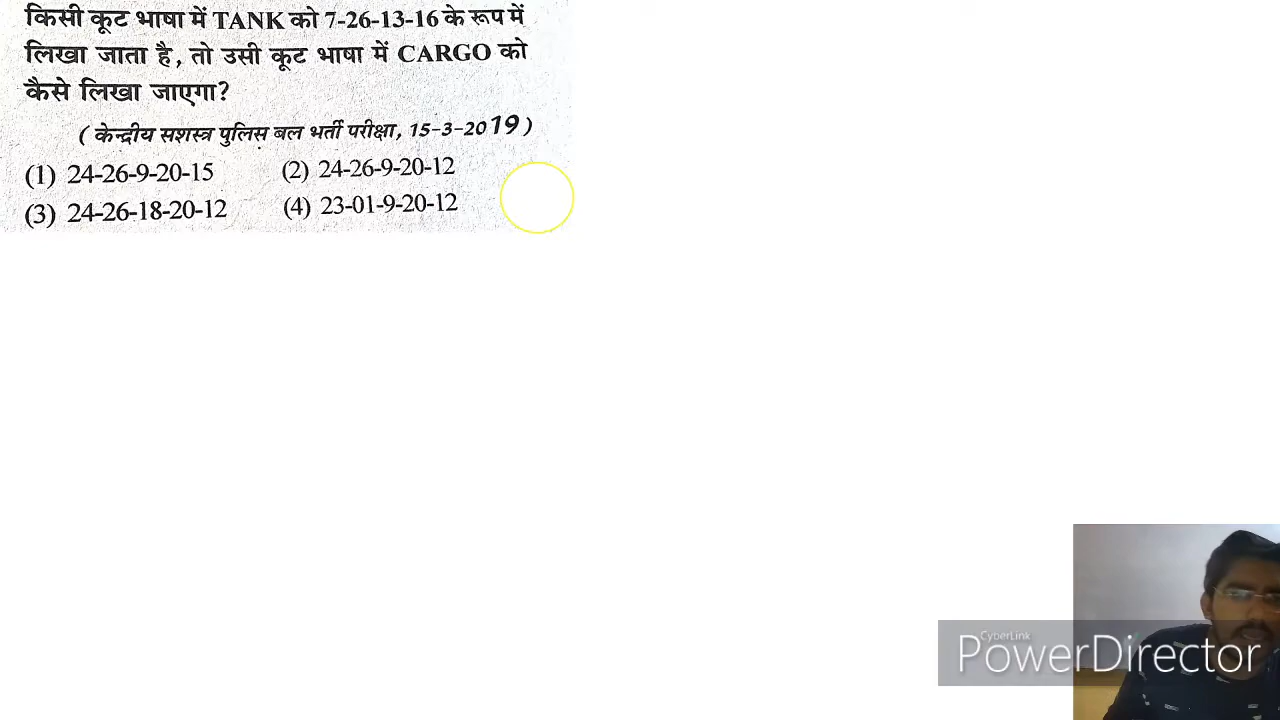 किसी कूट भाषा में TANK को 7-26-13-16 के रूप में
लिखा जाता है, तो उसी कूट भाषा में CARGO को
कैसे लिखा जाएगा?
( केन्द्रीय सशस्त्र पुलिस बल भर्ती परीक्षा, 15-3-2019 )
(1) 24-26-9-20-15 (2) 24-26-9-20-12
(3) 24-26-18-20-12 (4) 23-01-9-20-12
CyberLink
PowerDirector